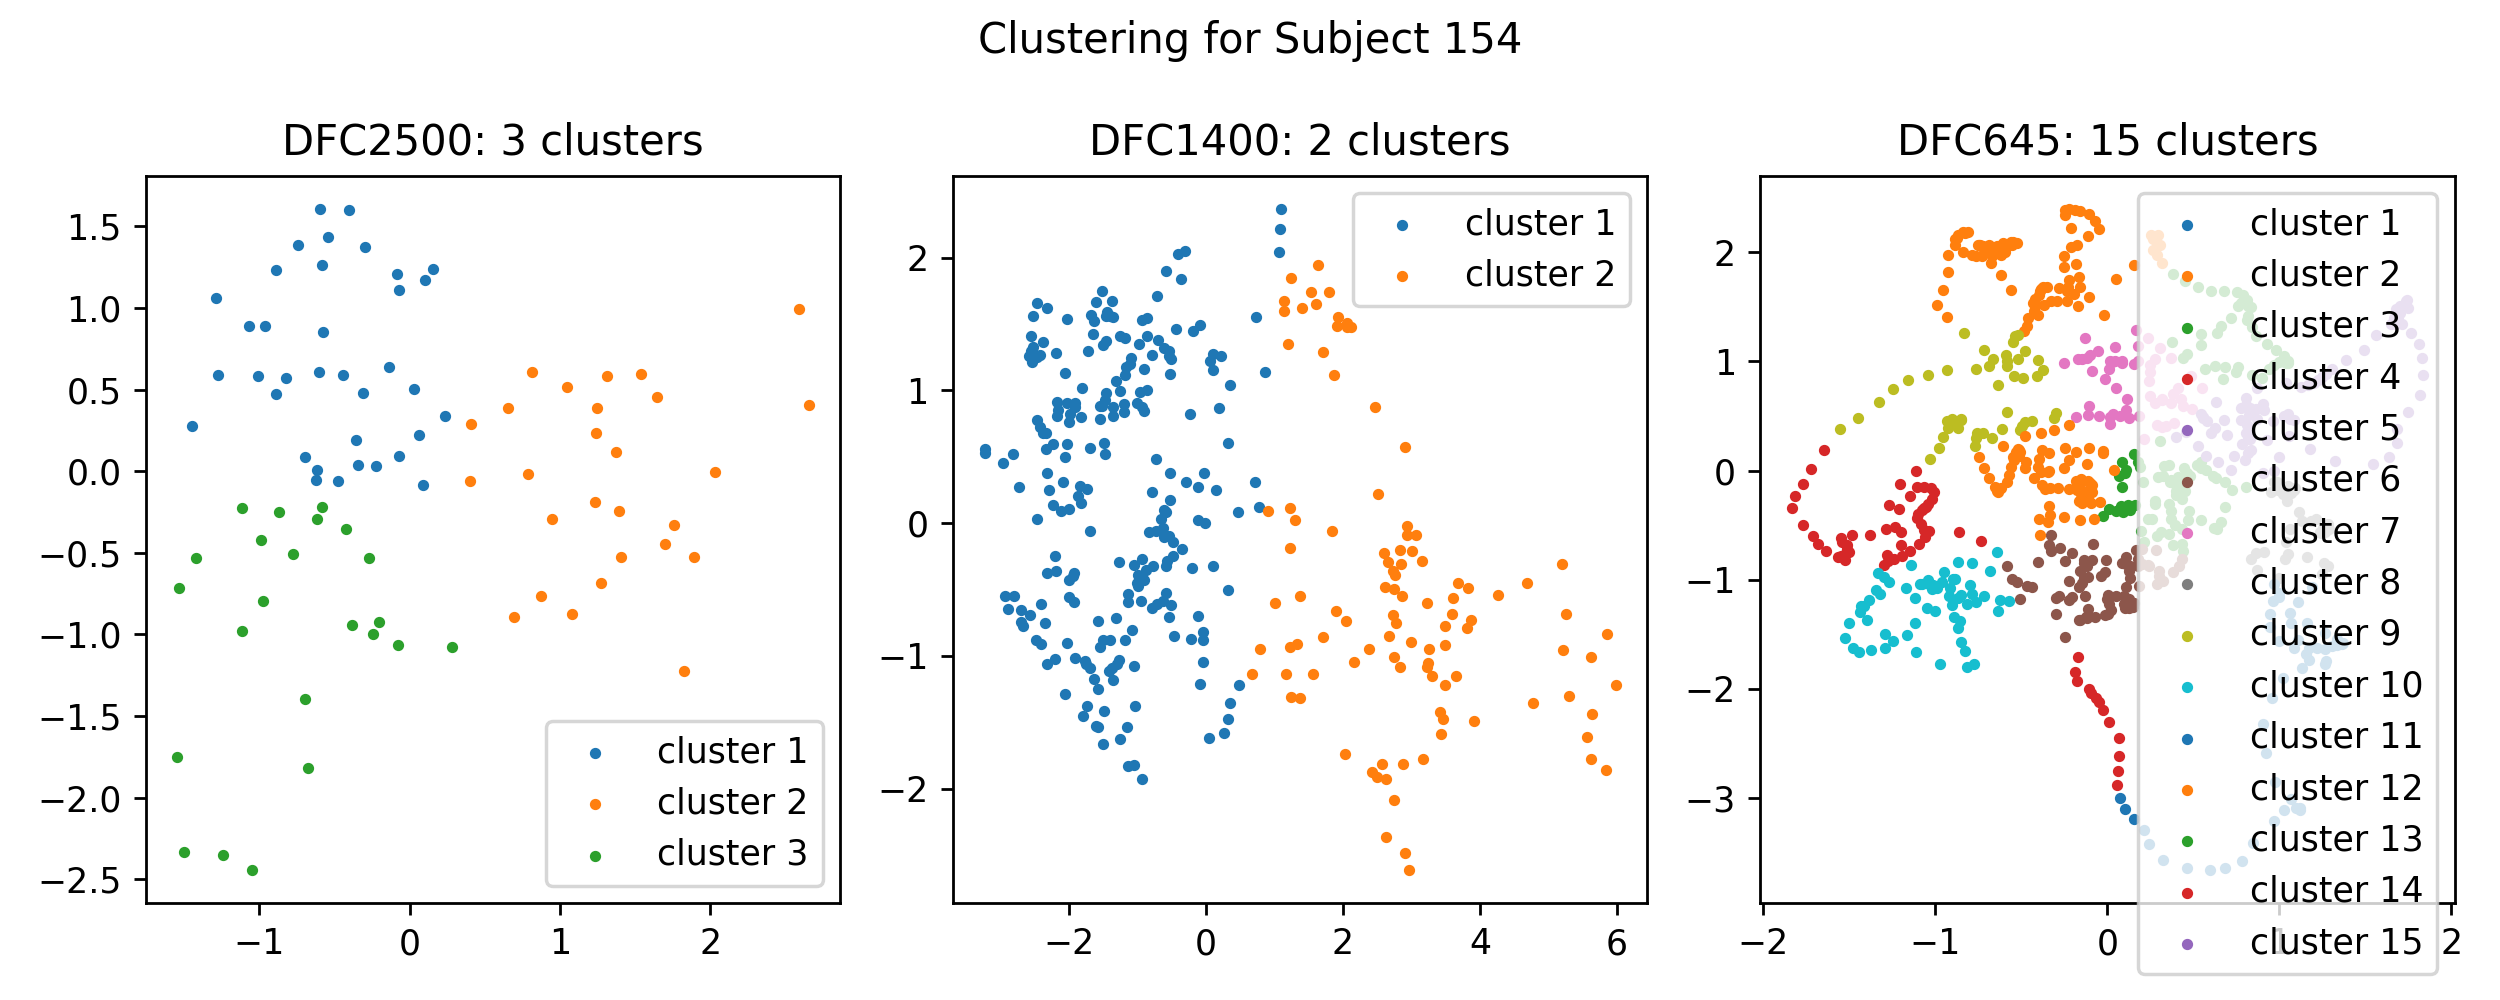 Clustering for Subject 154
DFC2500: 3 clusters
1.5
1.0
0.5
0.0
−0.5
−1.0
−1.5
−2.0
−2.5
−1
0
1
2
cluster 1
cluster 2
cluster 3
DFC1400: 2 clusters
2
1
0
−1
−2
−2
0
2
4
6
cluster 1
cluster 2
DFC645: 15 clusters
2
1
0
−1
−2
−3
−2
−1
0
1
2
cluster 1
cluster 2
cluster 3
cluster 4
cluster 5
cluster 6
cluster 7
cluster 8
cluster 9
cluster 10
cluster 11
cluster 12
cluster 13
cluster 14
cluster 15